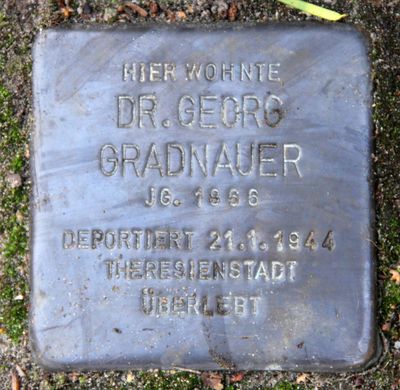 HIER WOHNTE
DR. GEORG
GRADNAUER
JG. 1866
DEPORTIERT 21.1.1944
THERESIENSTADT
ÜBERLEBT